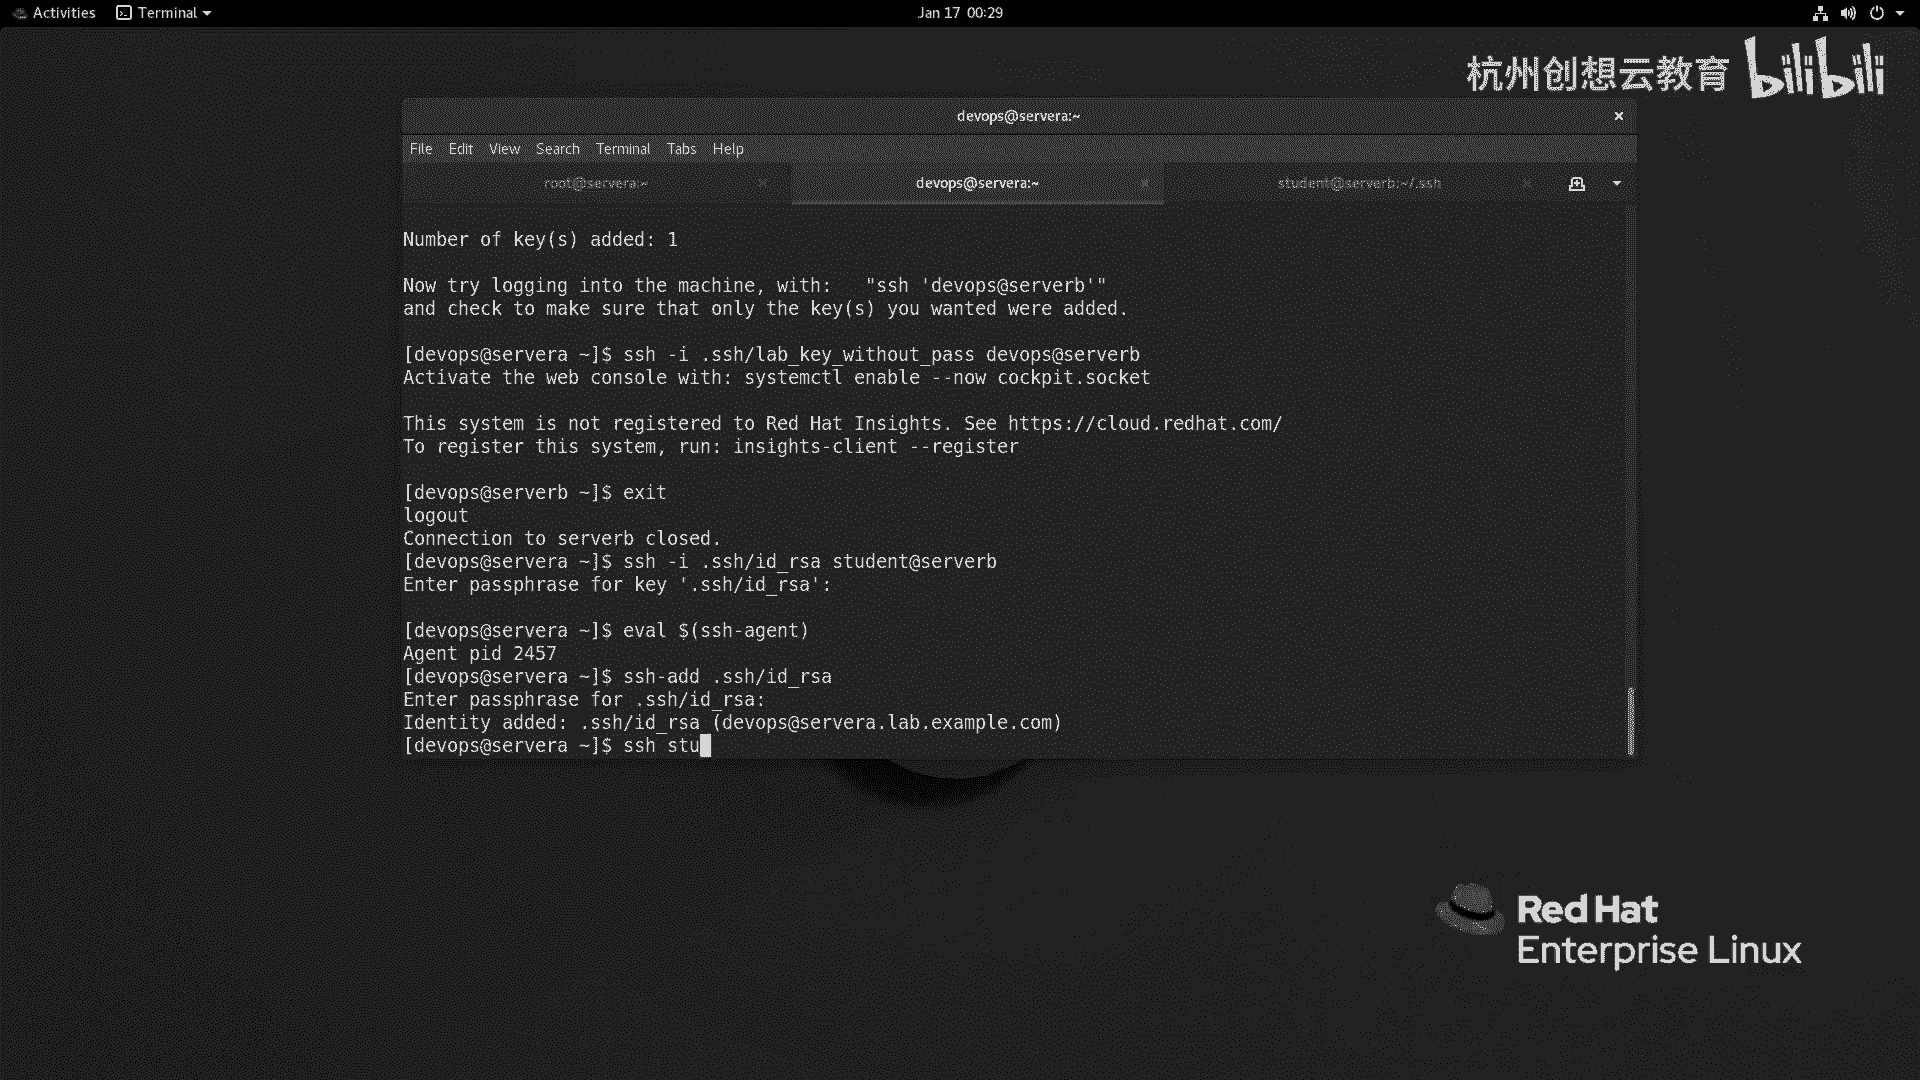 Activities Terminal Jan 17 00:29
杭州创想云教育 bilibili
devops@servera:~
File Edit View Search Terminal Tabs Help
root@servera:~ devops@servera:~ student@serverb:~/.ssh
Number of key(s) added: 1
Now try logging into the machine, with:   "ssh 'devops@serverb'"
and check to make sure that only the key(s) you wanted were added.
[devops@servera ~]$ ssh -i .ssh/lab_key_without_pass devops@serverb
Activate the web console with: systemctl enable --now cockpit.socket
This system is not registered to Red Hat Insights. See https://cloud.redhat.com/
To register this system, run: insights-client --register
[devops@serverb ~]$ exit
logout
Connection to serverb closed.
[devops@servera ~]$ ssh -i .ssh/id_rsa student@serverb
Enter passphrase for key '.ssh/id_rsa':
[devops@servera ~]$ eval $(ssh-agent)
Agent pid 2457
[devops@servera ~]$ ssh-add .ssh/id_rsa
Enter passphrase for .ssh/id_rsa:
Identity added: .ssh/id_rsa (devops@servera.lab.example.com)
[devops@servera ~]$ ssh stu
Red Hat
Enterprise Linux